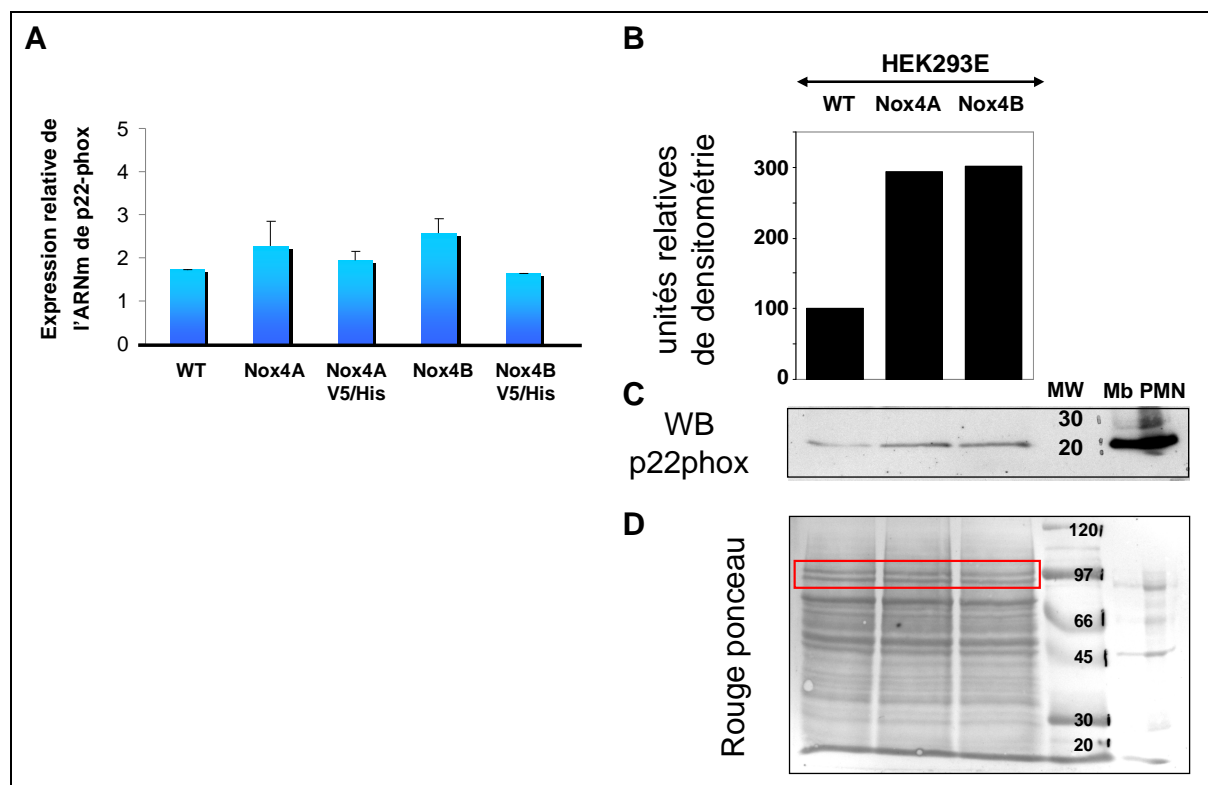 A
Expression relative de
l'ARNm de p22-phox
5
4
3
2
1
0
WT
Nox4A
Nox4A
V5/His
Nox4B
Nox4B
V5/His
B
HEK293E
WT Nox4A Nox4B
unités relatives
de densitométrie
300
200
100
0
C
WB
p22phox
MW Mb PMN
30
20
D
Rouge ponceau
120
97
66
45
30
20